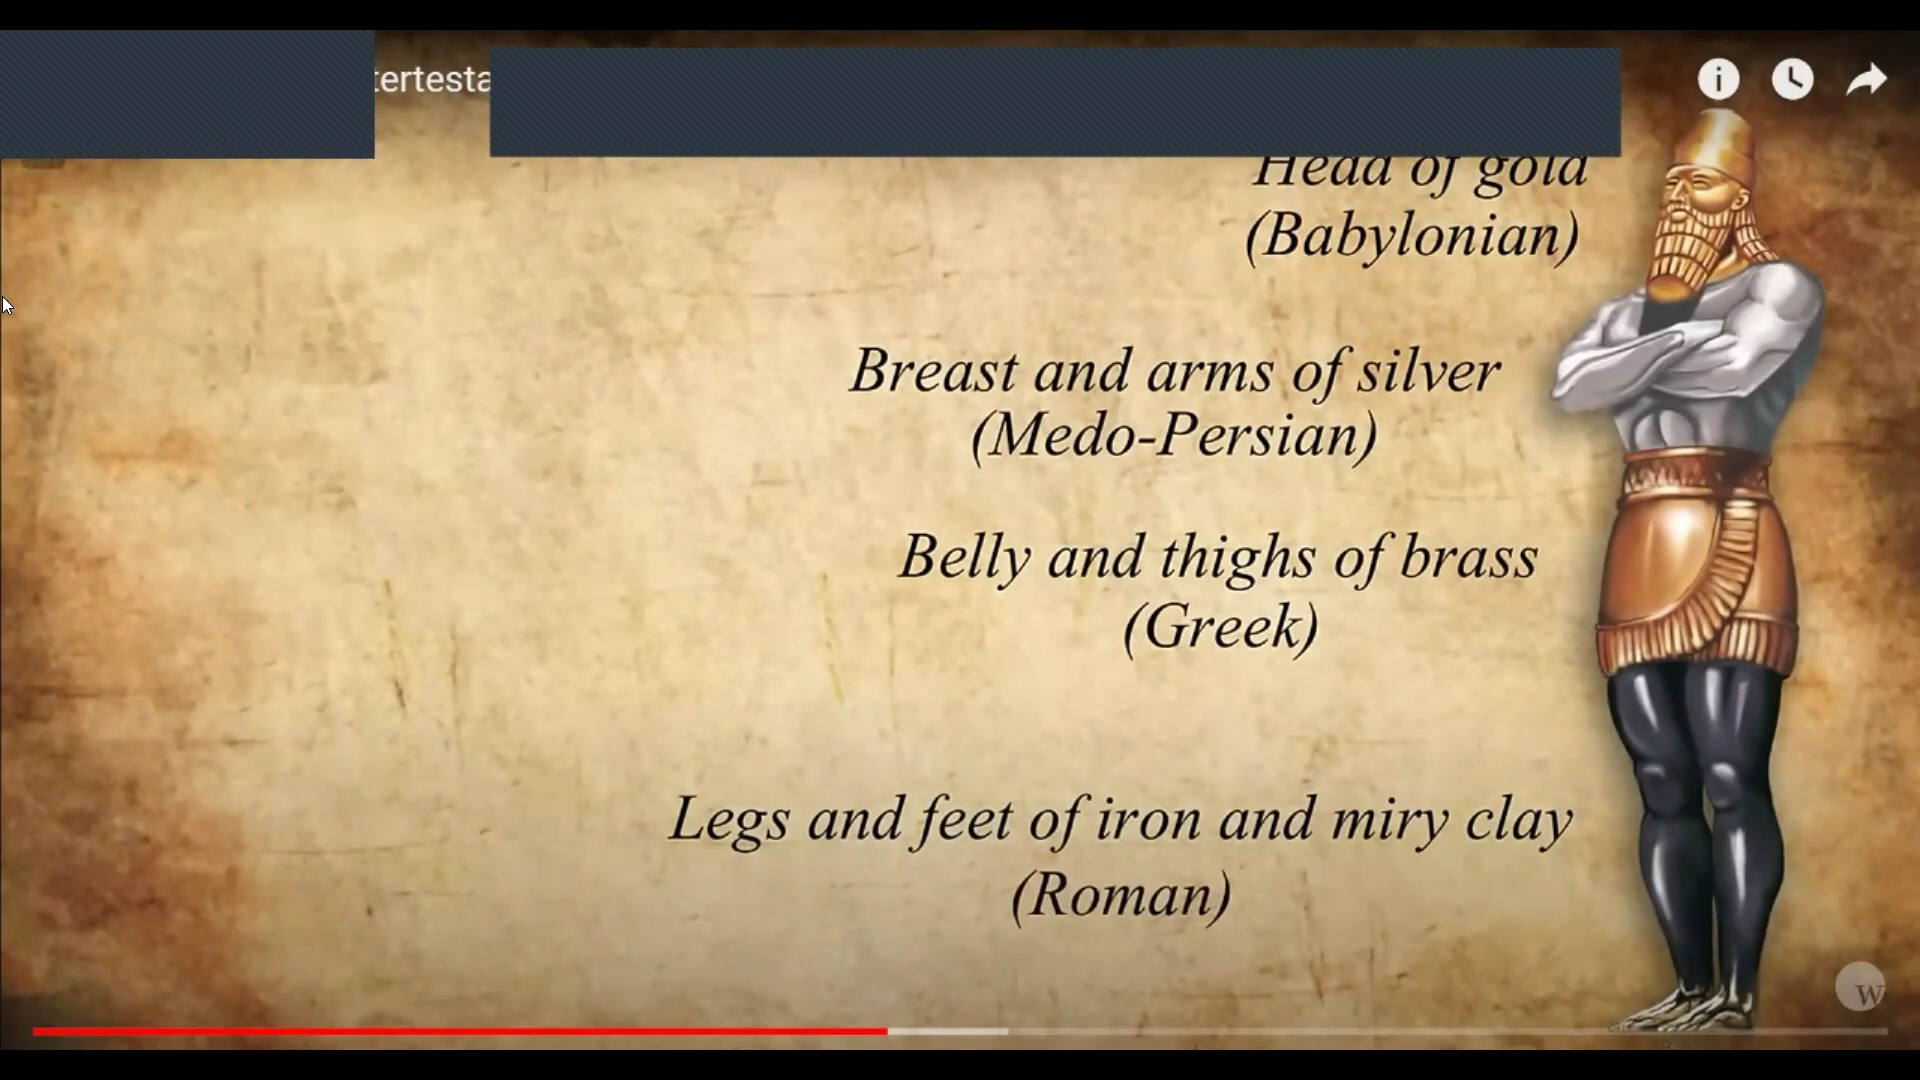 tertesta
Head of gold
(Babylonian)
Breast and arms of silver
(Medo-Persian)
Belly and thighs of brass
(Greek)
Legs and feet of iron and miry clay
(Roman)
W